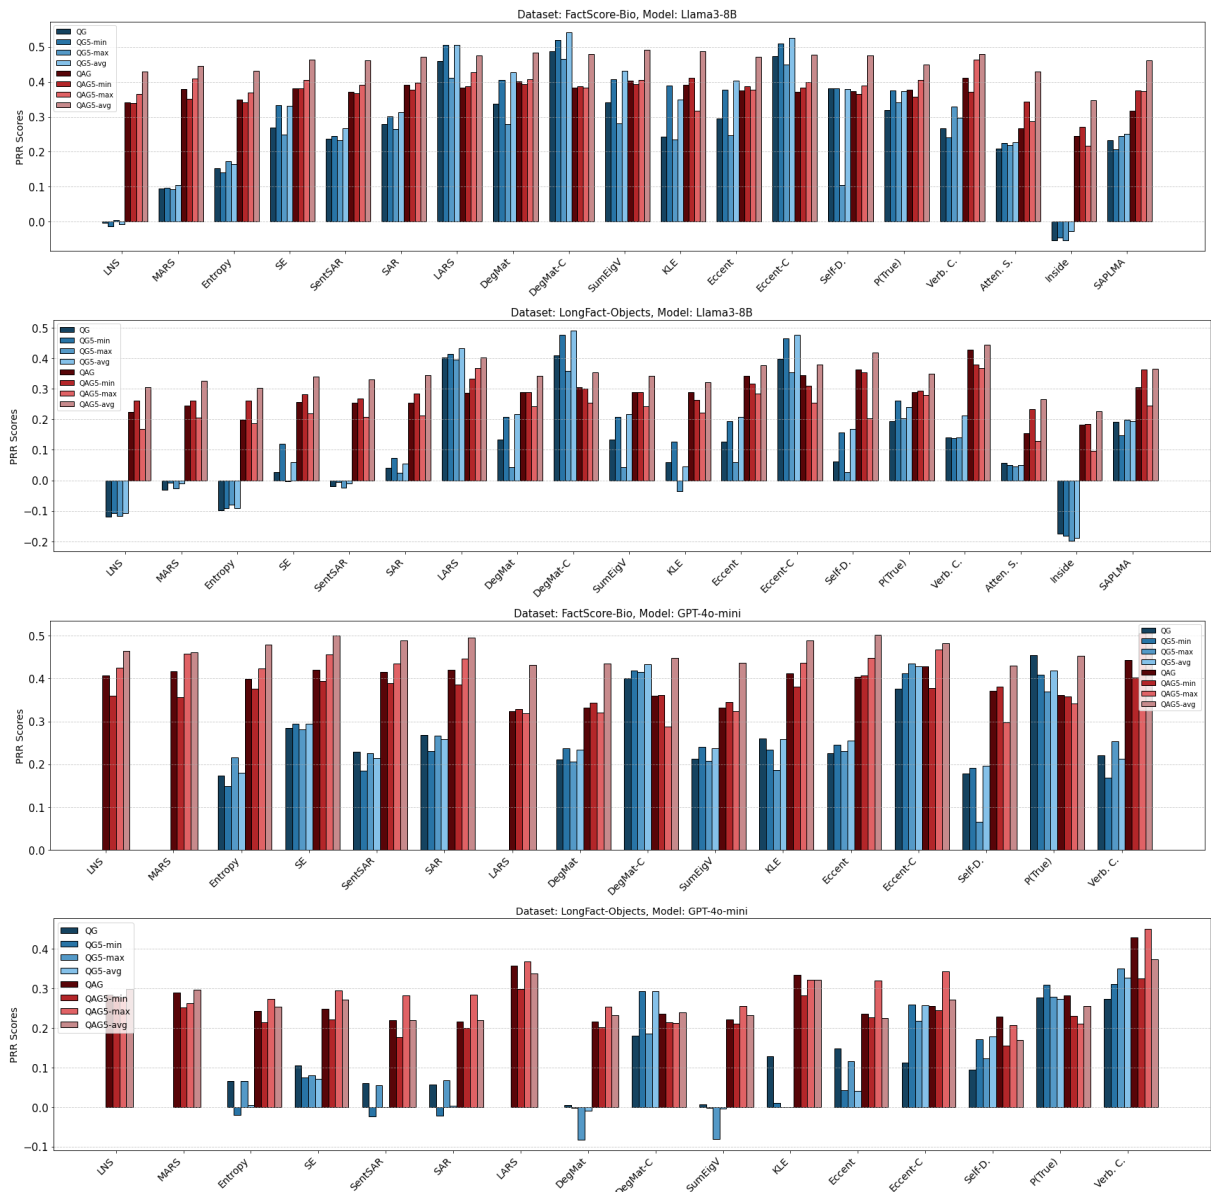 Dataset: FactScore-Bio, Model: Llama3-8B
QG
QG5-min
QG5-max
QG5-avg
QAG
QAG5-min
QAG5-max
QAG5-avg
PRR Scores
0.5
0.4
0.3
0.2
0.1
0.0
LNS
MARS
Entropy
SE
SentSAR
SAR
LARS
DegMat
DegMat-C
SumEigV
KLE
Eccent
Eccent-C
Self-D.
P(True)
Verb. C.
Atten. S.
Inside
SAPLMA
Dataset: LongFact-Objects, Model: Llama3-8B
QG
QG5-min
QG5-max
QG5-avg
QAG
QAG5-min
QAG5-max
QAG5-avg
PRR Scores
0.5
0.4
0.3
0.2
0.1
0.0
−0.1
−0.2
LNS
MARS
Entropy
SE
SentSAR
SAR
LARS
DegMat
DegMat-C
SumEigV
KLE
Eccent
Eccent-C
Self-D.
P(True)
Verb. C.
Atten. S.
Inside
SAPLMA
Dataset: FactScore-Bio, Model: GPT-4o-mini
QG
QG5-min
QG5-max
QG5-avg
QAG
QAG5-min
QAG5-max
QAG5-avg
PRR Scores
0.5
0.4
0.3
0.2
0.1
0.0
LNS
MARS
Entropy
SE
SentSAR
SAR
LARS
DegMat
DegMat-C
SumEigV
KLE
Eccent
Eccent-C
Self-D.
P(True)
Verb. C.
Dataset: LongFact-Objects, Model: GPT-4o-mini
QG
QG5-min
QG5-max
QG5-avg
QAG
QAG5-min
QAG5-max
QAG5-avg
PRR Scores
0.4
0.3
0.2
0.1
0.0
−0.1
LNS
MARS
Entropy
SE
SentSAR
SAR
LARS
DegMat
DegMat-C
SumEigV
KLE
Eccent
Eccent-C
Self-D.
P(True)
Verb. C.